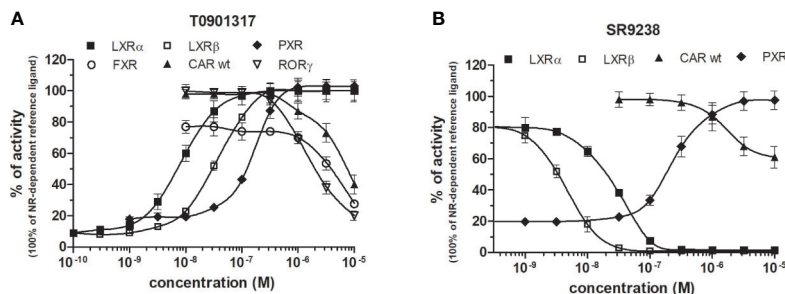 A
T0901317
LXRα LXRβ PXR
FXR CAR wt RORγ
% of activity
(100% of NR-dependent reference ligand)
120
100
80
60
40
20
0
10-10 10-9 10-8 10-7 10-6 10-5
concentration (M)
B
SR9238
LXRα LXRβ CAR wt PXR
% of activity
(100% of NR-dependent reference ligand)
120
100
80
60
40
20
0
10-9 10-8 10-7 10-6 10-5
concentration (M)